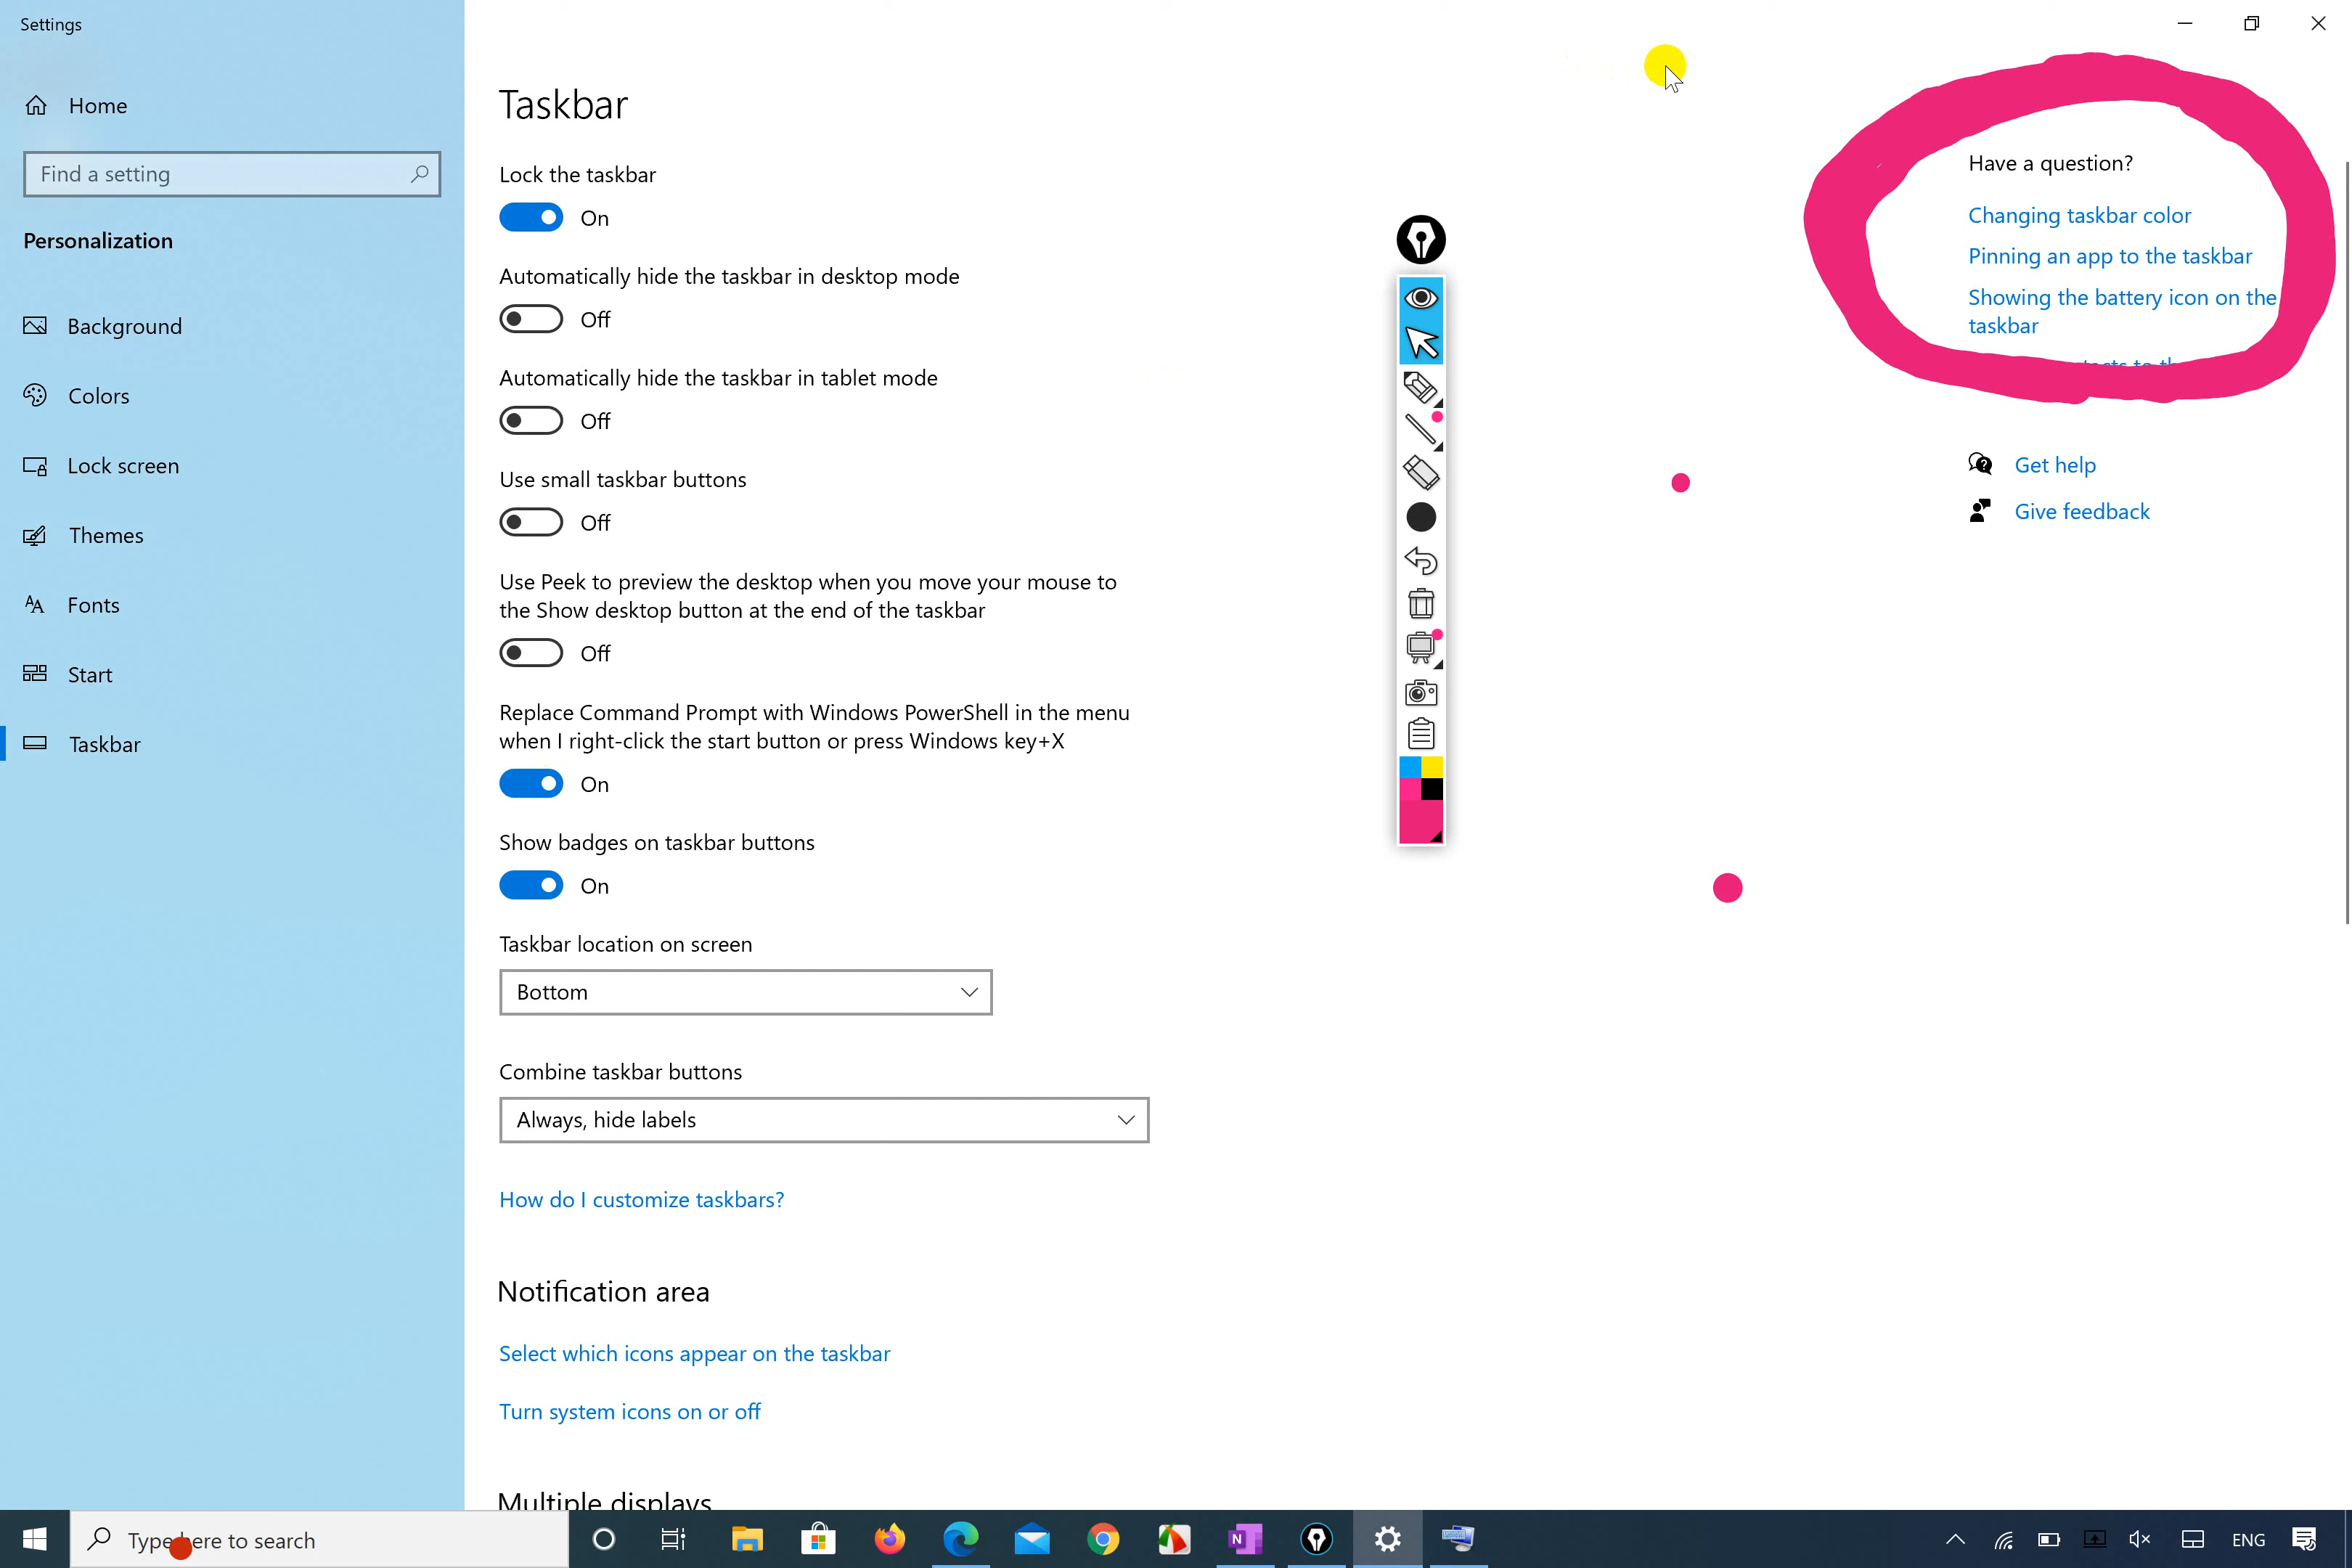 Settings
Home
Find a setting
Personalization
Background
Colors
Lock screen
Themes
Fonts
Start
Taskbar
Taskbar
Lock the taskbar
On
Automatically hide the taskbar in desktop mode
Off
Automatically hide the taskbar in tablet mode
Off
Use small taskbar buttons
Off
Use Peek to preview the desktop when you move your mouse to
the Show desktop button at the end of the taskbar
Off
Replace Command Prompt with Windows PowerShell in the menu
when I right-click the start button or press Windows key+X
On
Show badges on taskbar buttons
On
Taskbar location on screen
Bottom
Combine taskbar buttons
Always, hide labels
How do I customize taskbars?
Notification area
Select which icons appear on the taskbar
Turn system icons on or off
Multiple displays
Have a question?
Changing taskbar color
Pinning an app to the taskbar
Showing the battery icon on the
taskbar
to
Get help
Give feedback
Type here to search
ENG